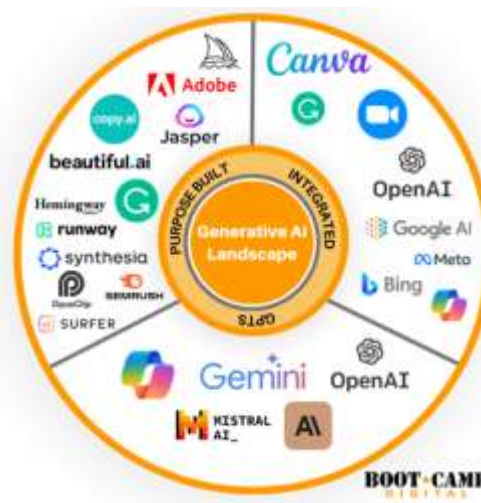 Canva
Adobe
copy.ai
Jasper
beautiful.ai
Hemingway
runway
synthesia
SEMRUSH
SURFER
PURPOSE BUILT
INTEGRATED
GPTS
Generative AI
Landscape
OpenAI
Google AI
Meta
Bing
Gemini
OpenAI
MISTRAL
AI_
BOOT CAMP
DIGITAL